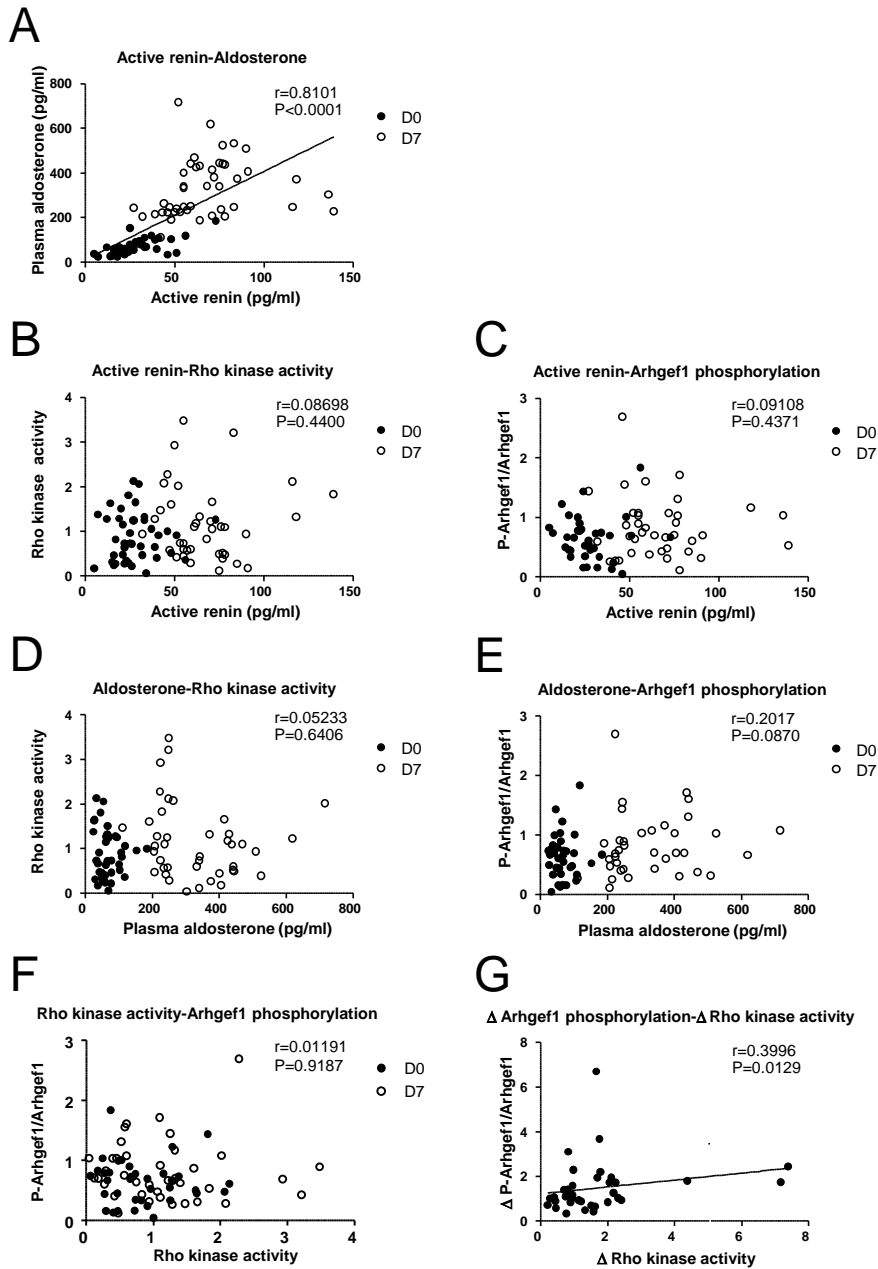 A
Active renin-Aldosterone
Plasma aldosterone (pg/ml)
800
600
400
200
0
0 50 100 150
Active renin (pg/ml)
r=0.8101
P<0.0001
D0
D7
B
Active renin-Rho kinase activity
Rho kinase activity
4
3
2
1
0
0 50 100 150
Active renin (pg/ml)
r=0.08698
P=0.4400
D0
D7
C
Active renin-Arhgef1 phosphorylation
P-Arhgef1/Arhgef1
3
2
1
0
0 50 100 150
Active renin (pg/ml)
r=0.09108
P=0.4371
D0
D7
D
Aldosterone-Rho kinase activity
Rho kinase activity
4
3
2
1
0
0 200 400 600 800
Plasma aldosterone (pg/ml)
r=0.05233
P=0.6406
D0
D7
E
Aldosterone-Arhgef1 phosphorylation
P-Arhgef1/Arhgef1
3
2
1
0
0 200 400 600 800
Plasma aldosterone (pg/ml)
r=0.2017
P=0.0870
D0
D7
F
Rho kinase activity-Arhgef1 phosphorylation
P-Arhgef1/Arhgef1
3
2
1
0
0 1 2 3 4
Rho kinase activity
r=0.01191
P=0.9187
D0
D7
G
Δ Arhgef1 phosphorylation-Δ Rho kinase activity
Δ P-Arhgef1/Arhgef1
8
6
4
2
0
0 2 4 6 8
Δ Rho kinase activity
r=0.3996
P=0.0129